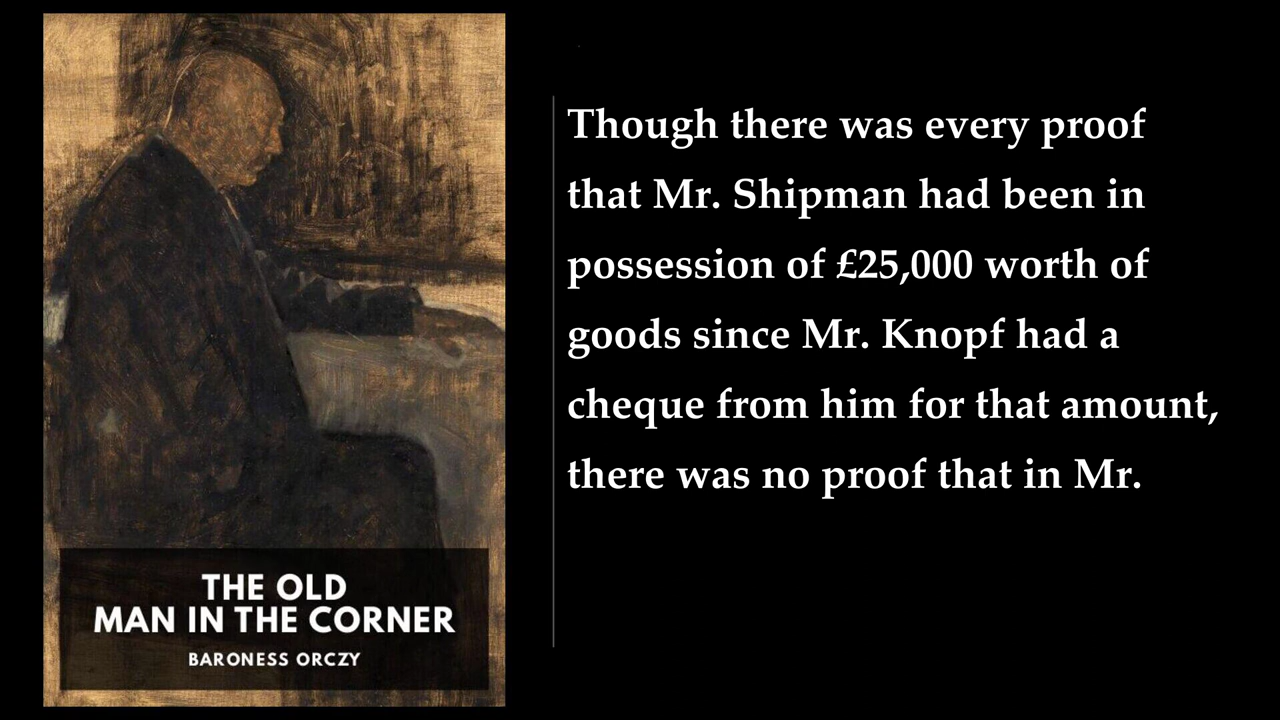 THE OLD
MAN IN THE CORNER
BARONESS ORCZY
Though there was every proof
that Mr. Shipman had been in
possession of £25,000 worth of
goods since Mr. Knopf had a
cheque from him for that amount,
there was no proof that in Mr.